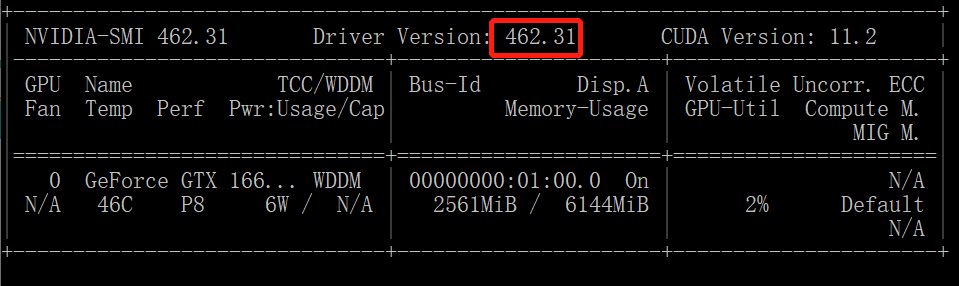 NVIDIA-SMI 462.31 Driver Version: 462.31 CUDA Version: 11.2
GPU Name TCC/WDDM Bus-Id Disp.A Volatile Uncorr. ECC
Fan Temp Perf Pwr:Usage/Cap Memory-Usage GPU-Util Compute M.
MIG M.
0 GeForce GTX 166... WDDM 00000000:01:00.0 On N/A
N/A 46C P8 6W / N/A 2561MiB / 6144MiB 2% Default
N/A